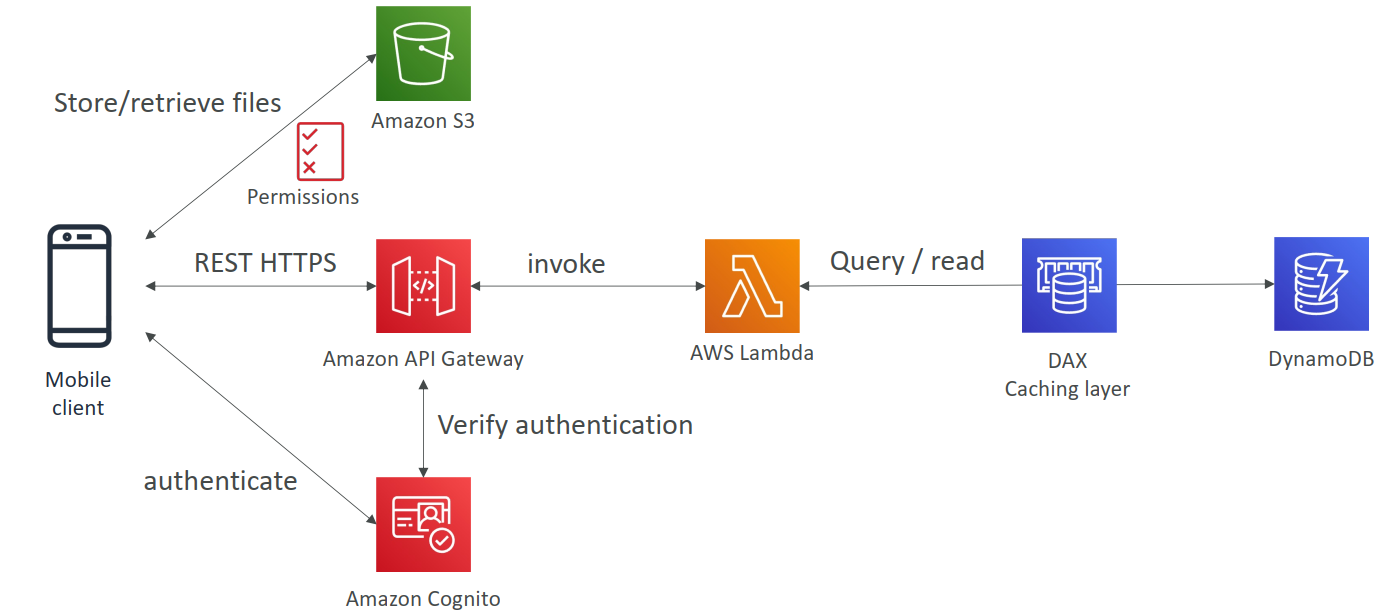 Store/retrieve files
Amazon S3
Permissions
REST HTTPS
invoke
Query / read
Amazon API Gateway
AWS Lambda
DAX
Caching layer
DynamoDB
Mobile
client
Verify authentication
authenticate
Amazon Cognito